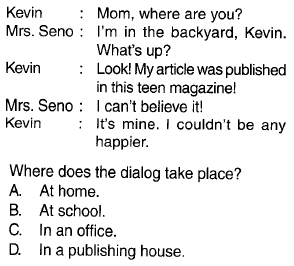 Kevin : Mom, where are you?
Mrs. Seno : I'm in the backyard, Kevin.
What's up?
Kevin : Look! My article was published
in this teen magazine!
Mrs. Seno : I can't believe it!
Kevin : It's mine. I couldn't be any
happier.
Where does the dialog take place?
A. At home.
B. At school.
C. In an office.
D. In a publishing house.